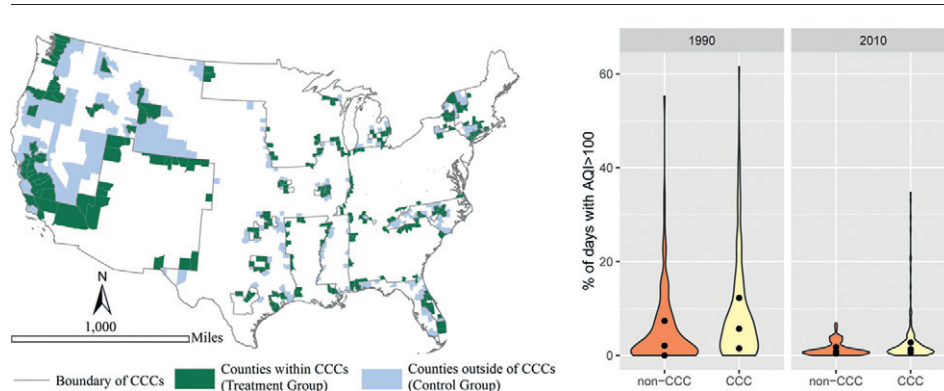 N
1,000
Miles
Boundary of CCCs
Counties within CCCs
(Treatment Group)
Counties outside of CCCs
(Control Group)
1990
2010
% of days with AQI>100
60
40
20
0
non-CCC
CCC
non-CCC
CCC